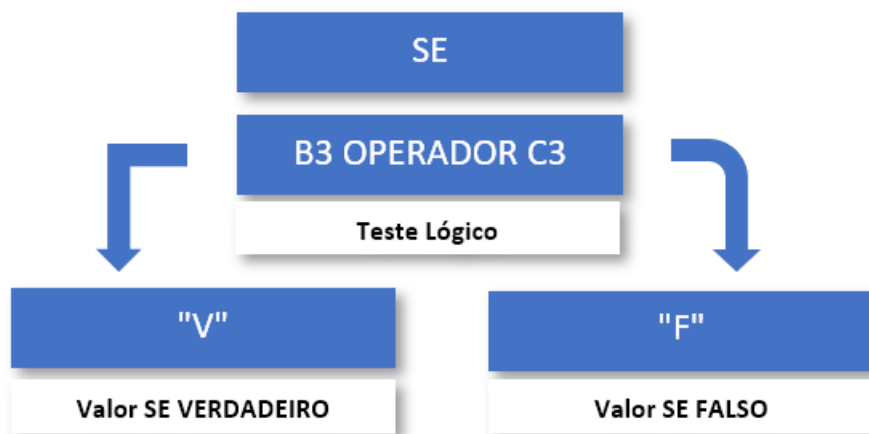 SE
B3 OPERADOR C3
Teste Lógico
"V"
"F"
Valor SE VERDADEIRO
Valor SE FALSO